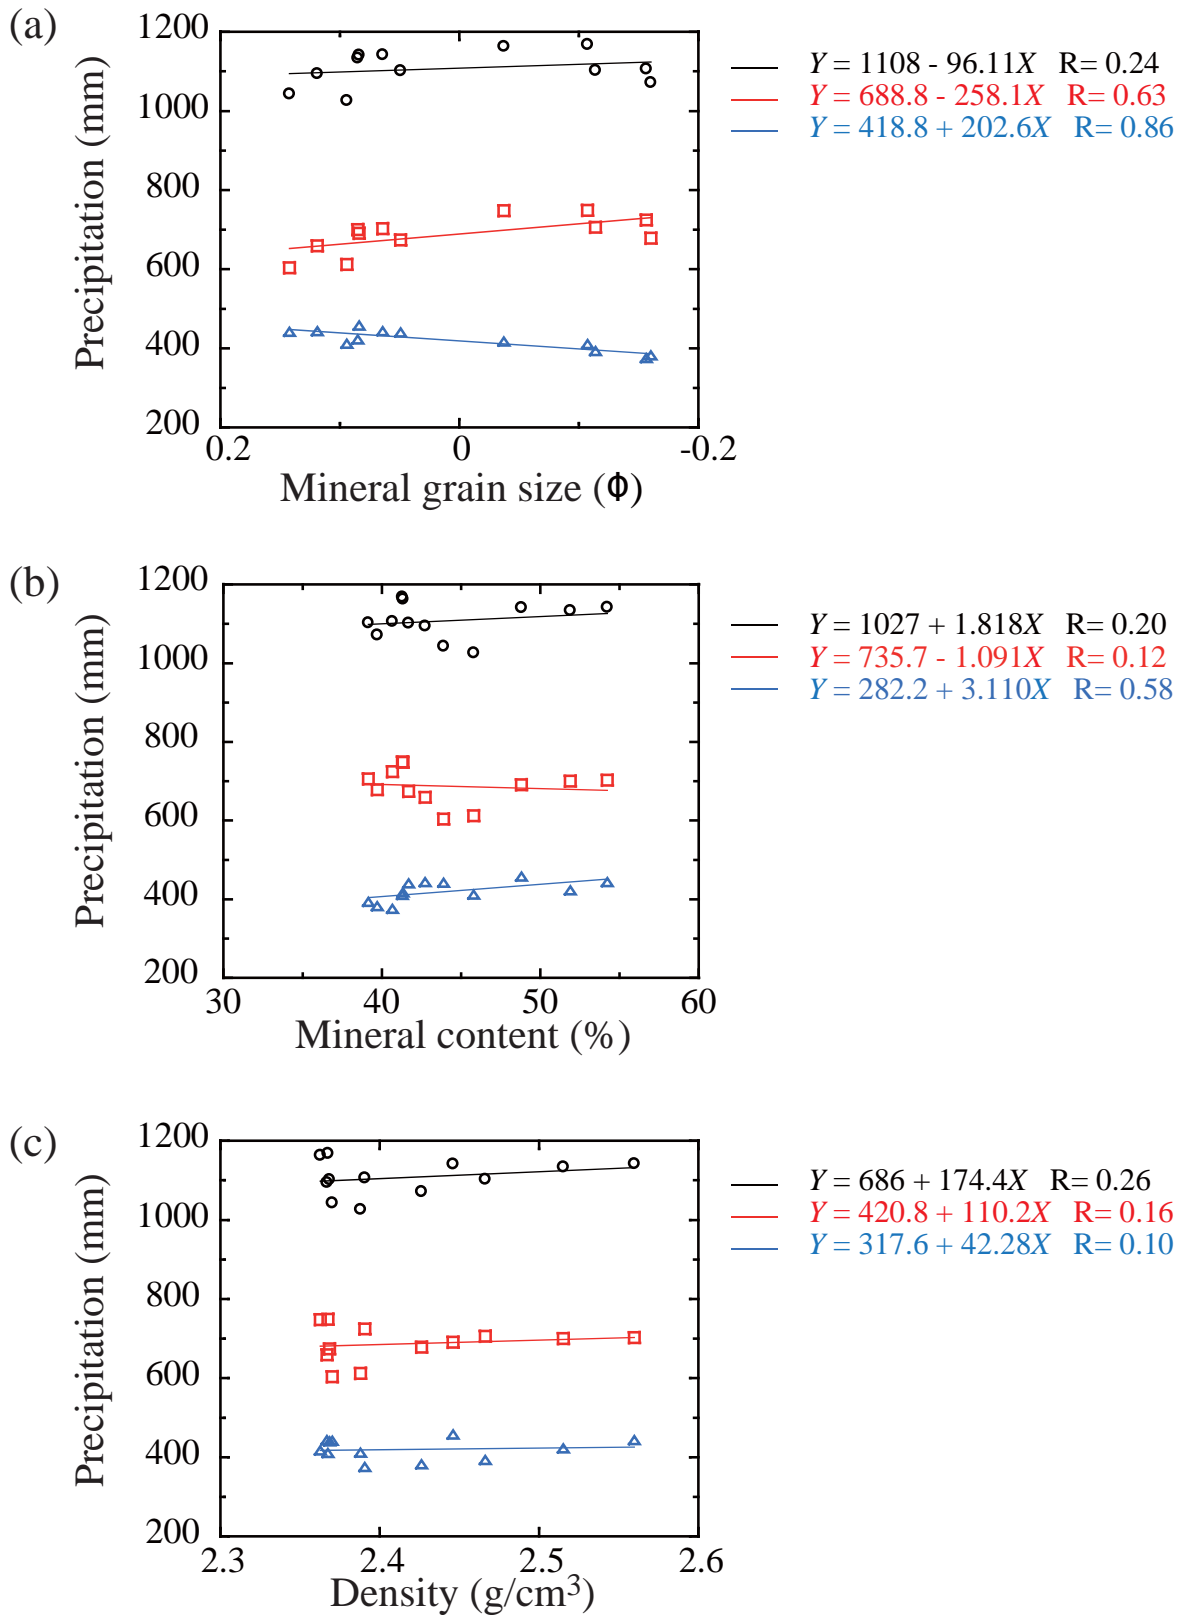 (a)
Precipitation (mm)
1200
1000
800
600
400
200
0.2 0 -0.2
Mineral grain size (Φ)
Y = 1108 - 96.11X R= 0.24
Y = 688.8 - 258.1X R= 0.63
Y = 418.8 + 202.6X R= 0.86
(b)
Precipitation (mm)
1200
1000
800
600
400
200
30 40 50 60
Mineral content (%)
Y = 1027 + 1.818X R= 0.20
Y = 735.7 - 1.091X R= 0.12
Y = 282.2 + 3.110X R= 0.58
(c)
Precipitation (mm)
1200
1000
800
600
400
200
2.3 2.4 2.5 2.6
Density (g/cm³)
Y = 686 + 174.4X R= 0.26
Y = 420.8 + 110.2X R= 0.16
Y = 317.6 + 42.28X R= 0.10